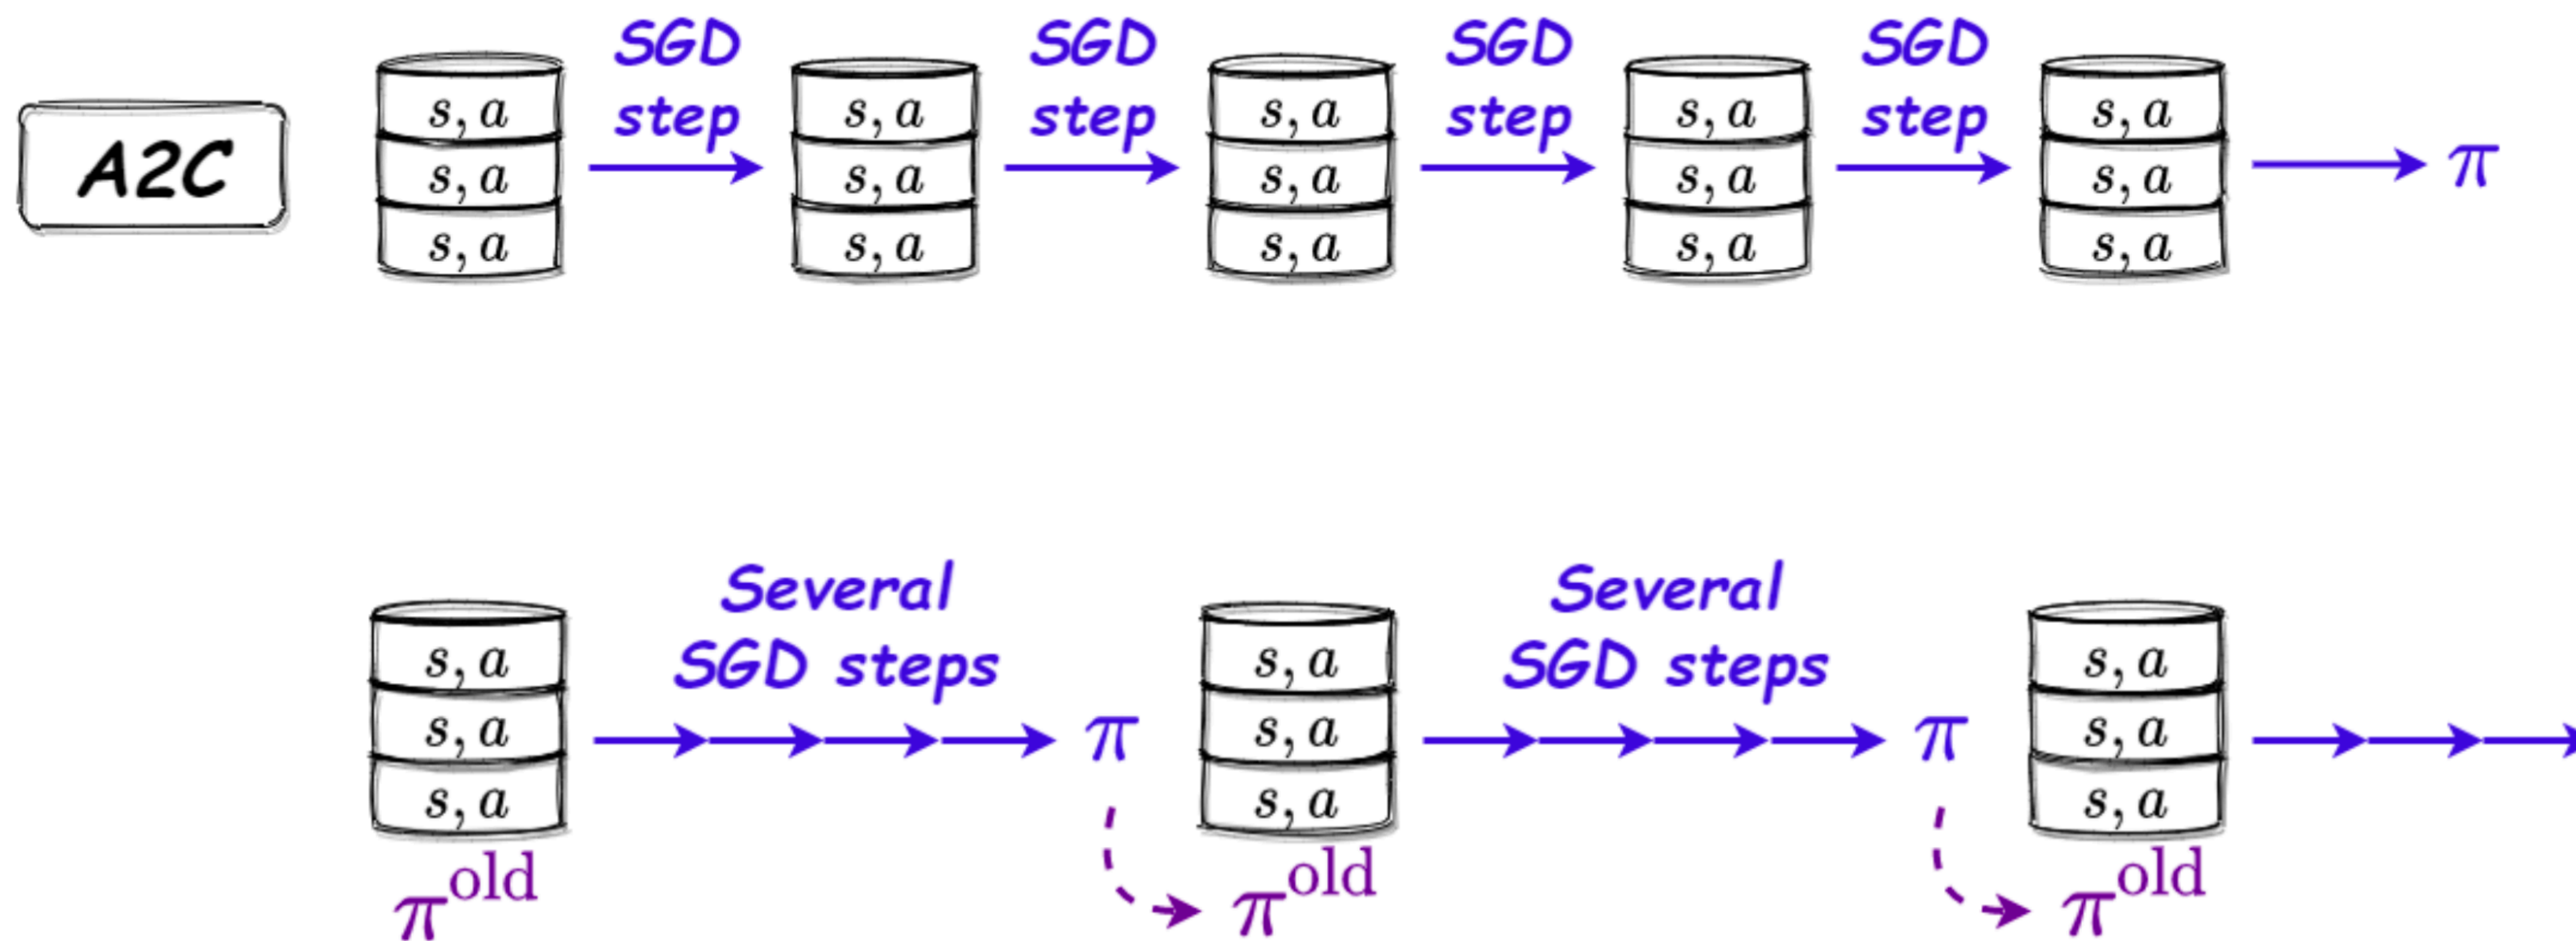 SGD step SGD step SGD step SGD step
A2C
s, a s, a s, a s, a s, a
s, a s, a s, a s, a s, a π
s, a s, a s, a s, a s, a
Several SGD steps Several SGD steps
s, a s, a s, a
s, a π s, a π s, a
s, a s, a s, a
π^old π^old π^old